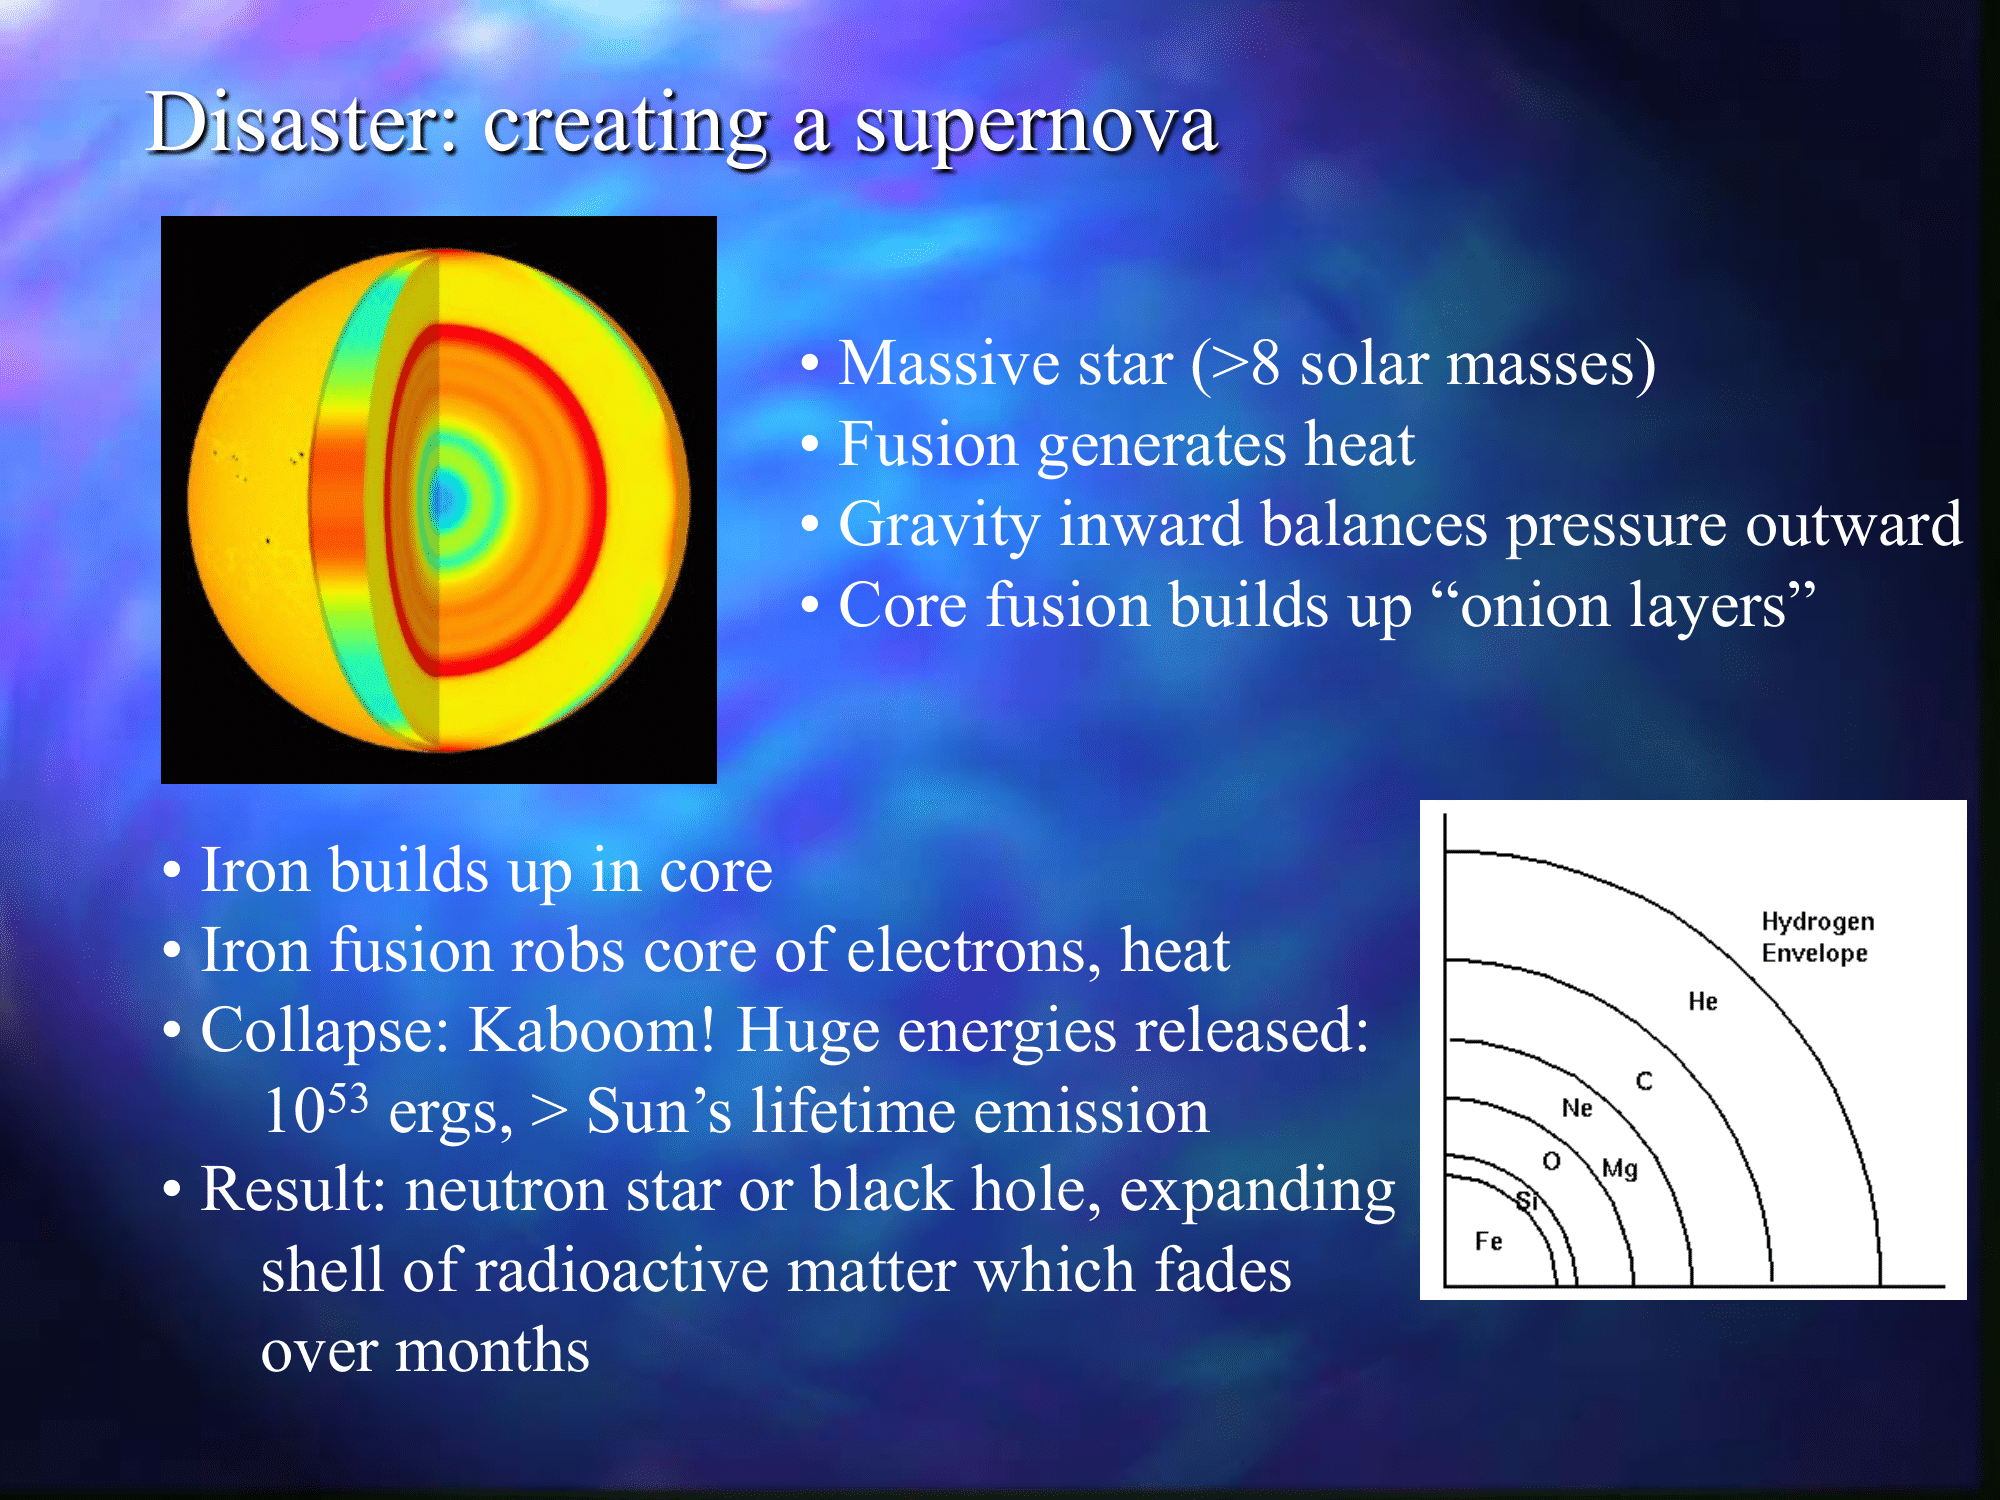 Disaster: creating a supernova
• Massive star (>8 solar masses)
• Fusion generates heat
• Gravity inward balances pressure outward
• Core fusion builds up “onion layers”
• Iron builds up in core
• Iron fusion robs core of electrons, heat
• Collapse: Kaboom! Huge energies released:
10⁵³ ergs, > Sun’s lifetime emission
• Result: neutron star or black hole, expanding
shell of radioactive matter which fades
over months
Hydrogen
Envelope
He
C
Ne
O
Mg
Si
Fe